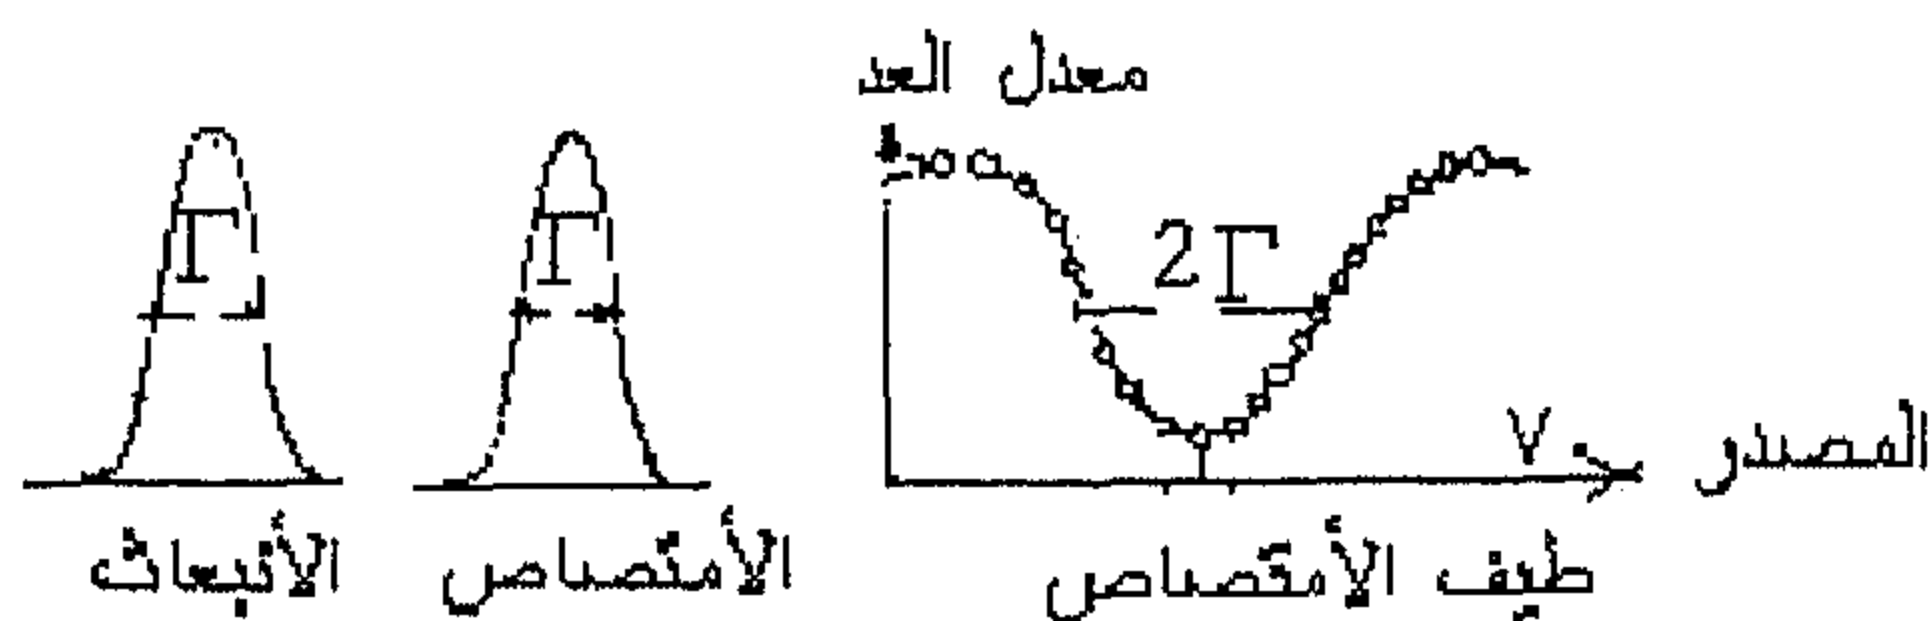 معدل العد
Γ
Γ
2Γ
المصدر V
الأنبعاث
الأمتصاص
طيف الأمتصاص